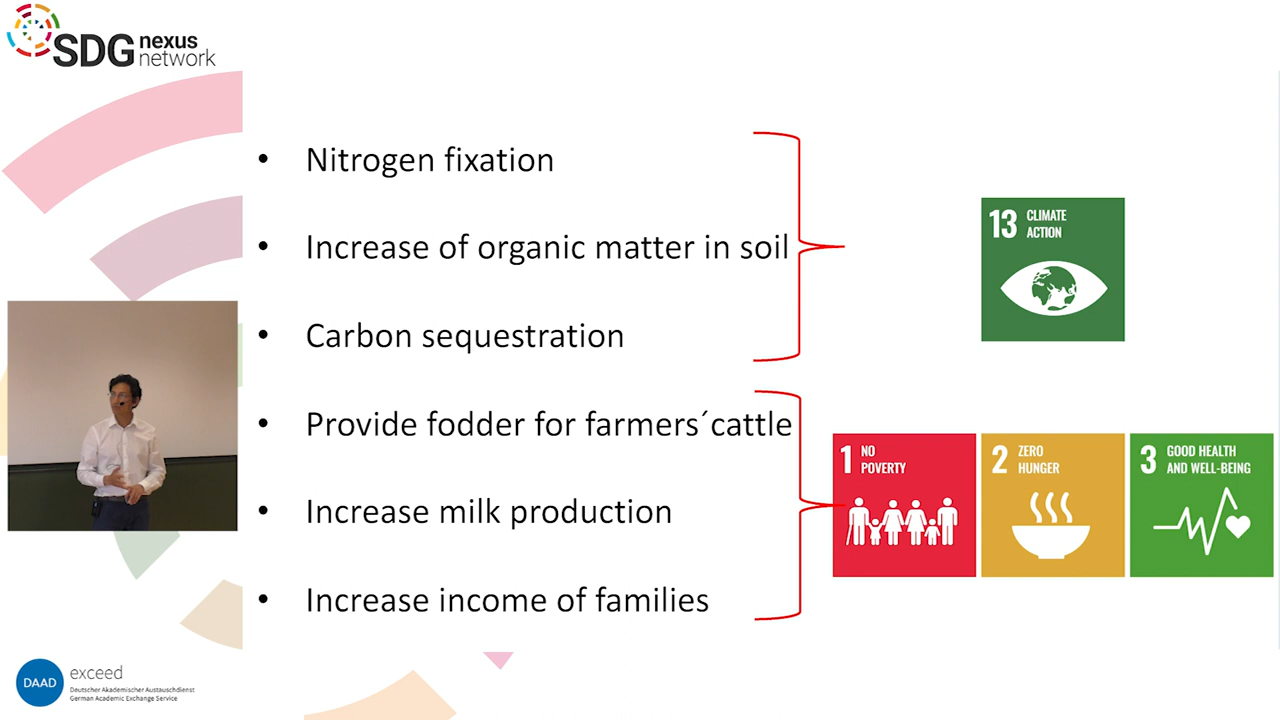 SDG nexus
network
• Nitrogen fixation
• Increase of organic matter in soil
• Carbon sequestration
13 CLIMATE
ACTION
• Provide fodder for farmers´cattle
• Increase milk production
• Increase income of families
1 NO
POVERTY
2 ZERO
HUNGER
3 GOOD HEALTH
AND WELL-BEING
DAAD
exceed
Deutscher Akademischer Austauschdienst
German Academic Exchange Service